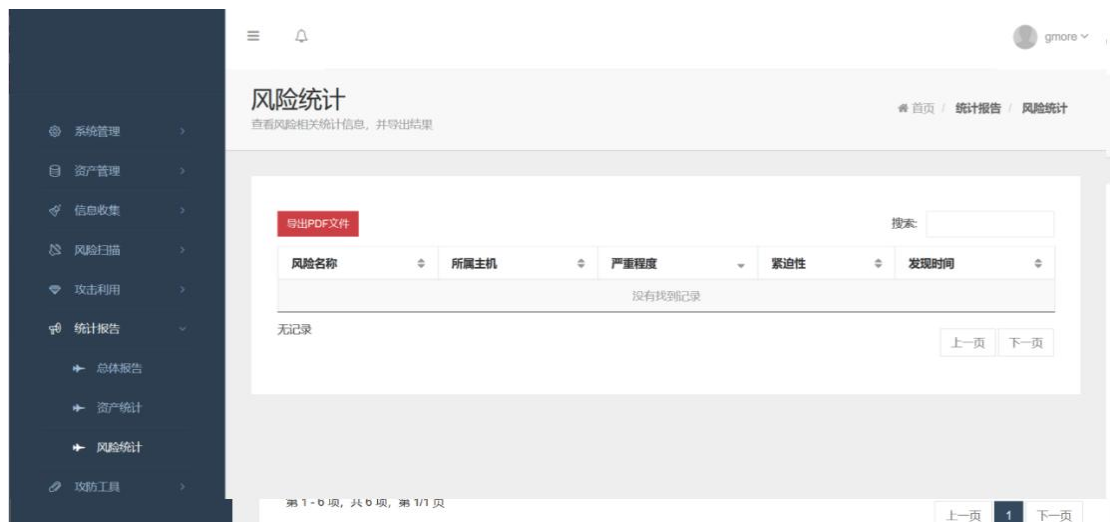 gmore
风险统计
查看风险相关统计信息，并导出结果
首页 / 统计报告 / 风险统计
系统管理
资产管理
信息收集
风险扫描
攻击利用
统计报告
总体报告
资产统计
风险统计
攻防工具
导出PDF文件
搜索:
风险名称 所属主机 严重程度 紧迫性 发现时间
没有找到记录
无记录
上一页 下一页
第 1 - 6 项, 共 6 项, 第 1/1 页
上一页 1 下一页